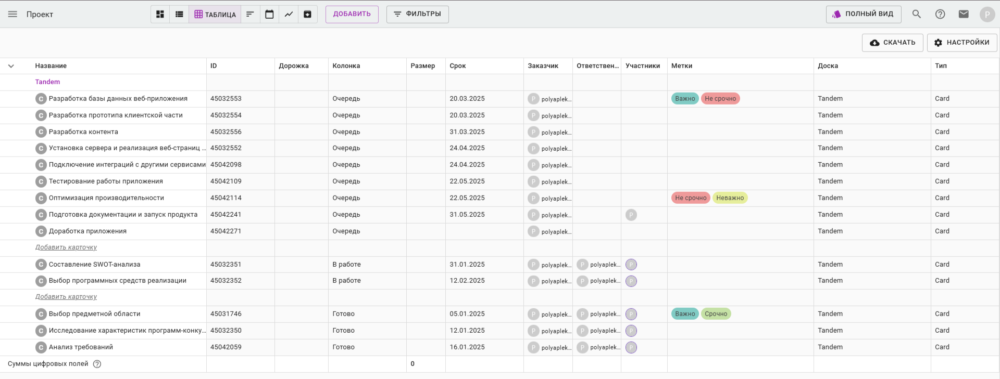 Проект ТАБЛИЦА ДОБАВИТЬ ФИЛЬТРЫ ПОЛНЫЙ ВИД P
СКАЧАТЬ НАСТРОЙКИ
Название ID Дорожка Колонка Размер Срок Заказчик Ответствен... Участники Метки Доска Тип
Tandem
C Разработка базы данных веб-приложения 45032553 Очередь 20.03.2025 P polyaplek... Важно Не срочно Tandem Card
C Разработка прототипа клиентской части 45032554 Очередь 20.03.2025 P polyaplek... Tandem Card
C Разработка контента 45032556 Очередь 31.03.2025 P polyaplek... Tandem Card
C Установка сервера и реализация веб-страниц ... 45032552 Очередь 24.04.2025 P polyaplek... Tandem Card
C Подключение интеграций с другими сервисами 45042098 Очередь 24.04.2025 P polyaplek... Tandem Card
C Тестирование работы приложения 45042109 Очередь 22.05.2025 P polyaplek... Tandem Card
C Оптимизация производительности 45042114 Очередь 22.05.2025 P polyaplek... Не срочно Неважно Tandem Card
C Подготовка документации и запуск продукта 45042241 Очередь 31.05.2025 P polyaplek... P Tandem Card
C Доработка приложения 45042271 Очередь P polyaplek... Tandem Card
Добавить карточку
C Составление SWOT-анализа 45032351 В работе 31.01.2025 P polyaplek... P polyaplek... P Tandem Card
C Выбор программных средств реализации 45032352 В работе 12.02.2025 P polyaplek... P polyaplek... P Tandem Card
Добавить карточку
C Выбор предметной области 45031746 Готово 05.01.2025 P polyaplek... P polyaplek... P Важно Срочно Tandem Card
C Исследование характеристик программ-конку... 45032350 Готово 12.01.2025 P polyaplek... P polyaplek... P Tandem Card
C Анализ требований 45042059 Готово 16.01.2025 P polyaplek... P polyaplek... P Tandem Card
Суммы цифровых полей ? 0